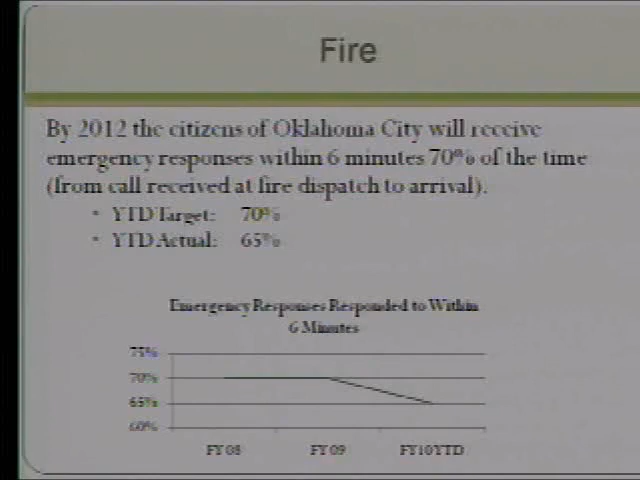 Fire
By 2012 the citizens of Oklahoma City will receive
emergency responses within 6 minutes 70% of the time
(from call received at fire dispatch to arrival).
• YTD Target: 70%
• YTD Actual: 65%
Emergency Responses Responded to Within
6 Minutes
75%
70%
65%
60%
FY08 FY09 FY10YTD